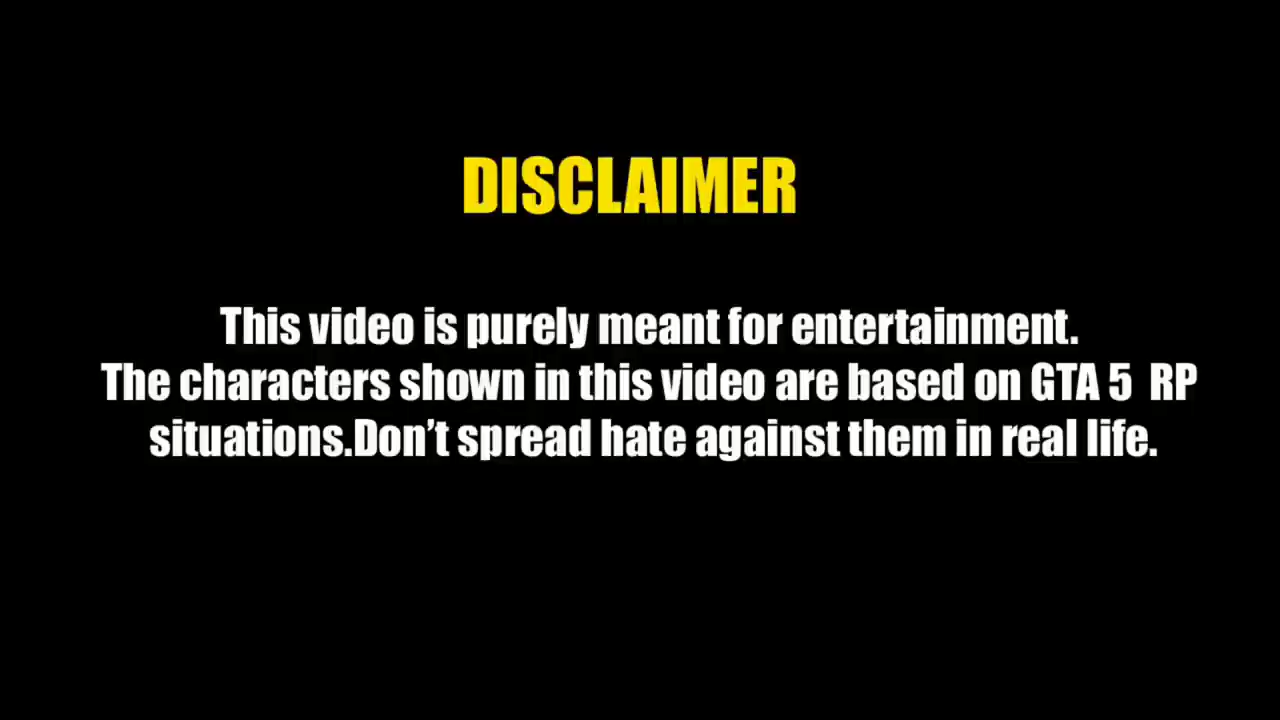 DISCLAIMER
This video is purely meant for entertainment.
The characters shown in this video are based on GTA 5  RP
situations.Don’t spread hate against them in real life.